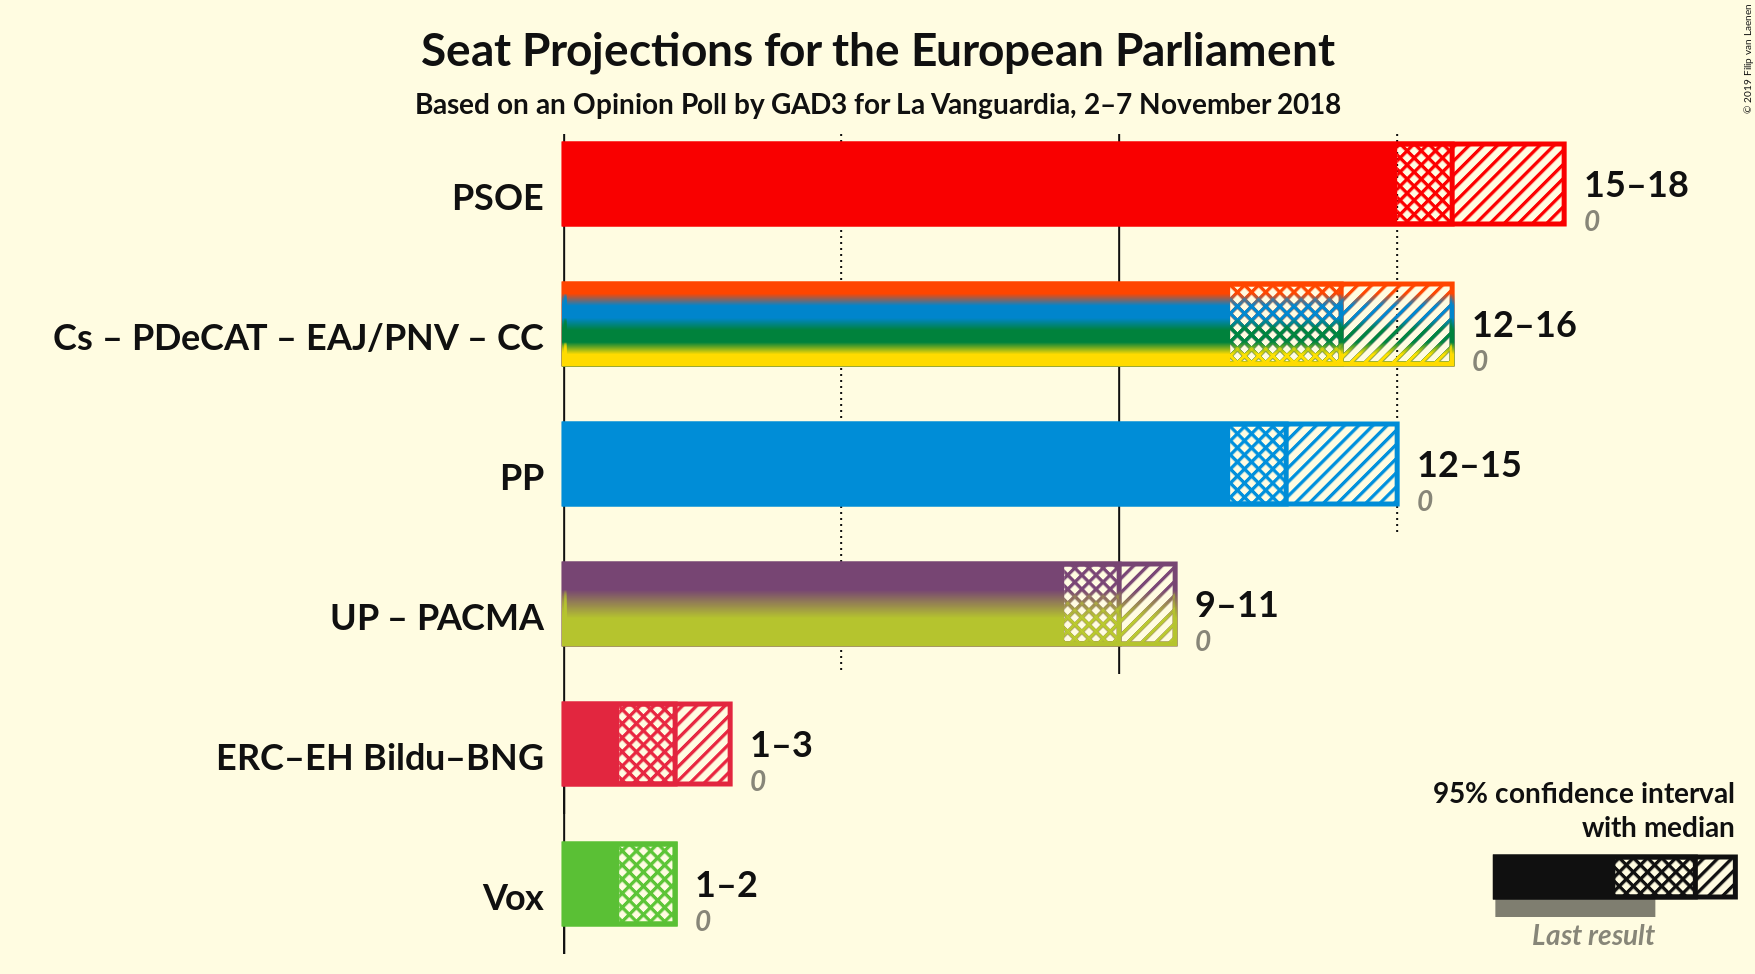 Seat Projections for the European Parliament
Based on an Opinion Poll by GAD3 for La Vanguardia, 2–7 November 2018
© 2019 Filip van Laenen
PSOE
15–18
0
Cs – PDeCAT – EAJ/PNV – CC
12–16
0
PP
12–15
0
UP – PACMA
9–11
0
ERC–EH Bildu–BNG
1–3
0
Vox
1–2
0
95% confidence interval
with median
Last result